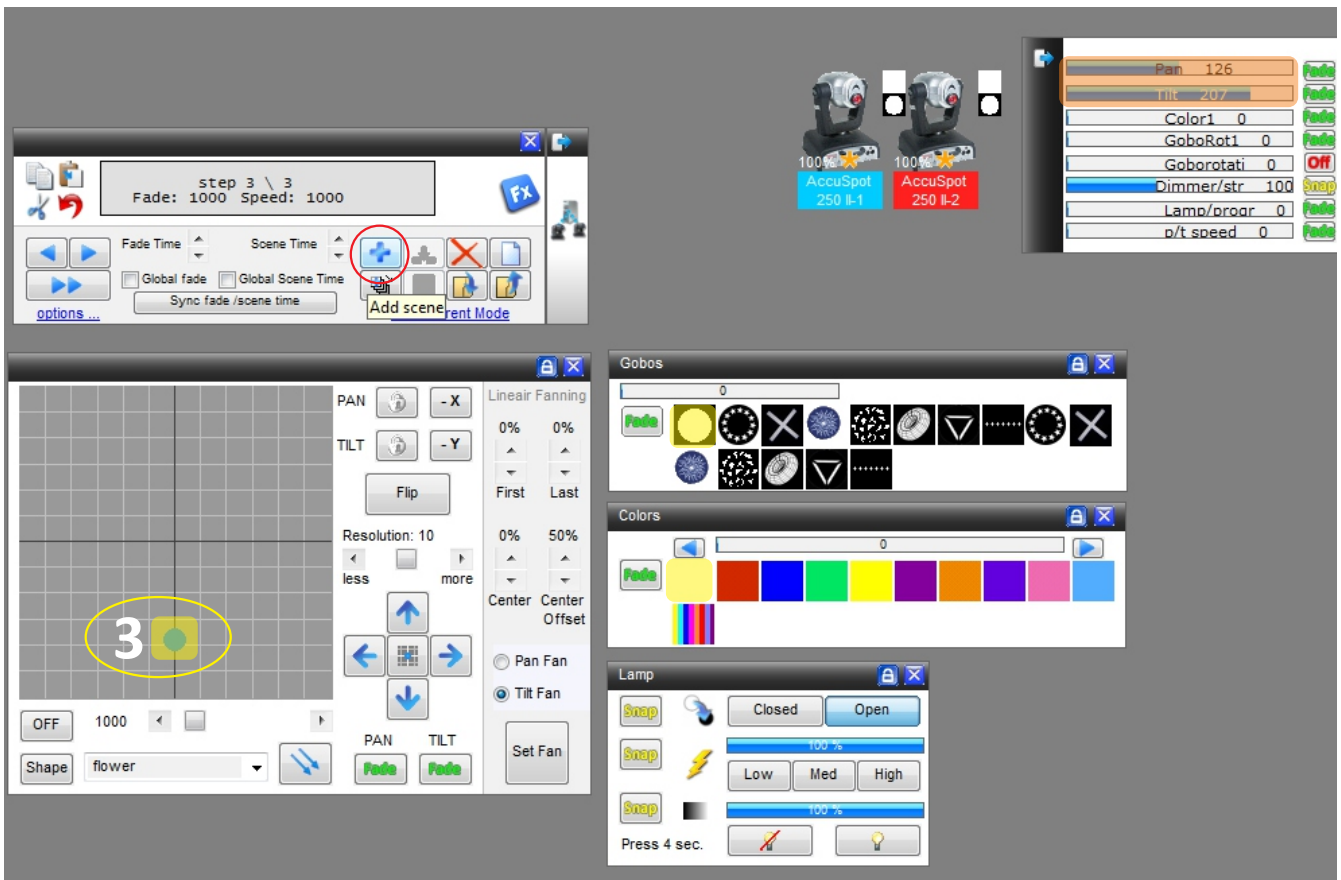 step 3 \ 3
Fade: 1000 Speed: 1000
FX
Fade Time
Scene Time
Global fade
Global Scene Time
Sync fade /scene time
options ...
Add scene
rent Mode
100%
100%
AccuSpot
250 II-1
AccuSpot
250 II-2
Pan 126
Fade
Tilt 207
Fade
Color1 0
Fade
GoboRot1 0
Fade
Goborotati 0
Off
Dimmer/str 100
Snap
Lamp/progr 0
Fade
p/t speed 0
Fade
PAN
- X
TILT
- Y
Flip
Resolution: 10
less
more
3
OFF
1000
Shape
flower
PAN
TILT
Fade
Fade
Lineair Fanning
0%
0%
First
Last
0%
50%
Center
Center
Offset
Pan Fan
Tilt Fan
Set Fan
Gobos
0
Fade
Colors
0
Fade
Lamp
Snap
Closed
Open
Snap
100 %
Low
Med
High
Snap
100 %
Press 4 sec.